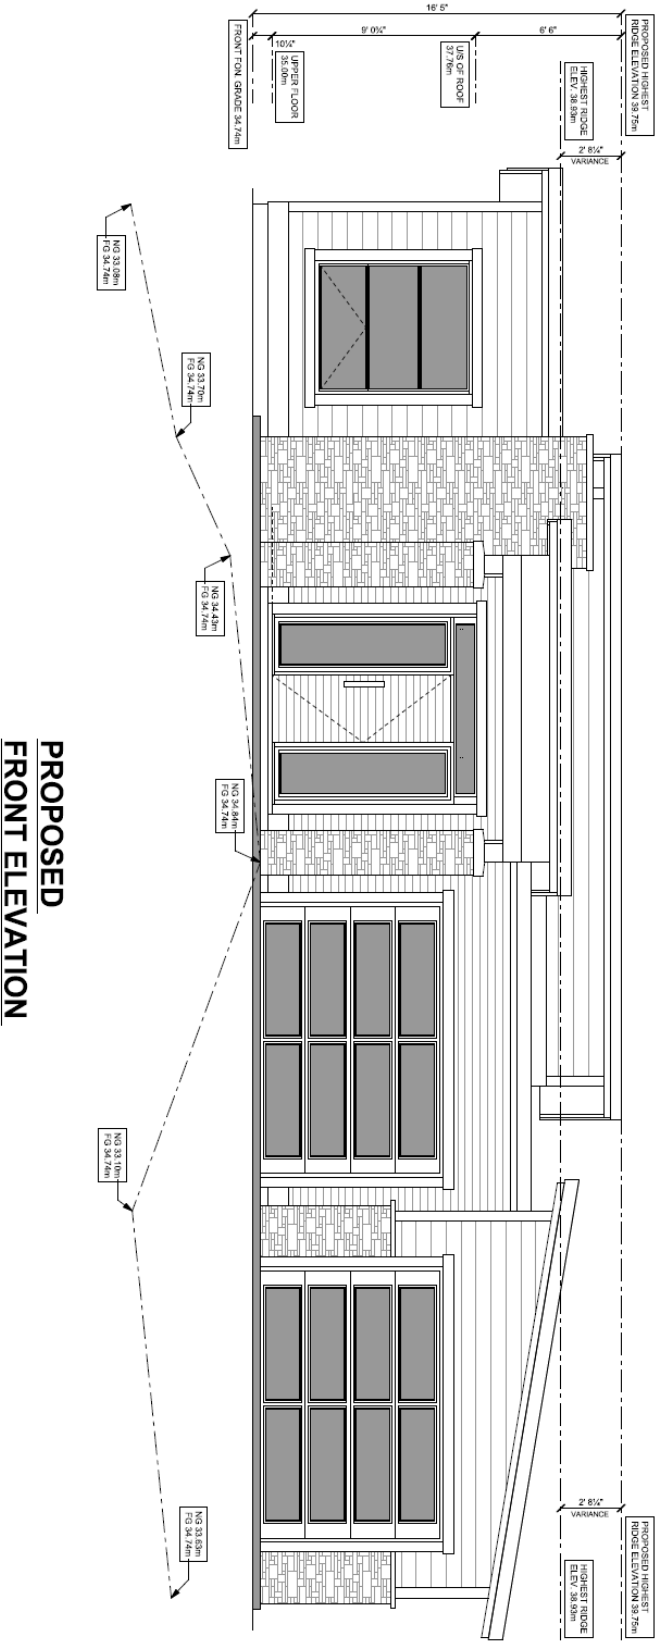 PROPOSED HIGHEST
RIDGE ELEVATION 39.75m
HIGHEST RIDGE
ELEV. 38.93m
2' 8¼"
VARIANCE
U/S OF ROOF
37.76m
UPPER FLOOR
35.00m
FRONT FDN. GRADE 34.74m
16' 5"
6' 6"
9' 0¾"
10¼"
PROPOSED HIGHEST
RIDGE ELEVATION 39.75m
HIGHEST RIDGE
ELEV. 38.93m
2' 8¼"
VARIANCE
NG 33.08m
FG 34.74m
NG 33.70m
FG 34.74m
NG 34.43m
FG 34.74m
NG 34.84m
FG 34.74m
NG 33.10m
FG 34.74m
NG 33.63m
FG 34.74m
PROPOSED
FRONT ELEVATION